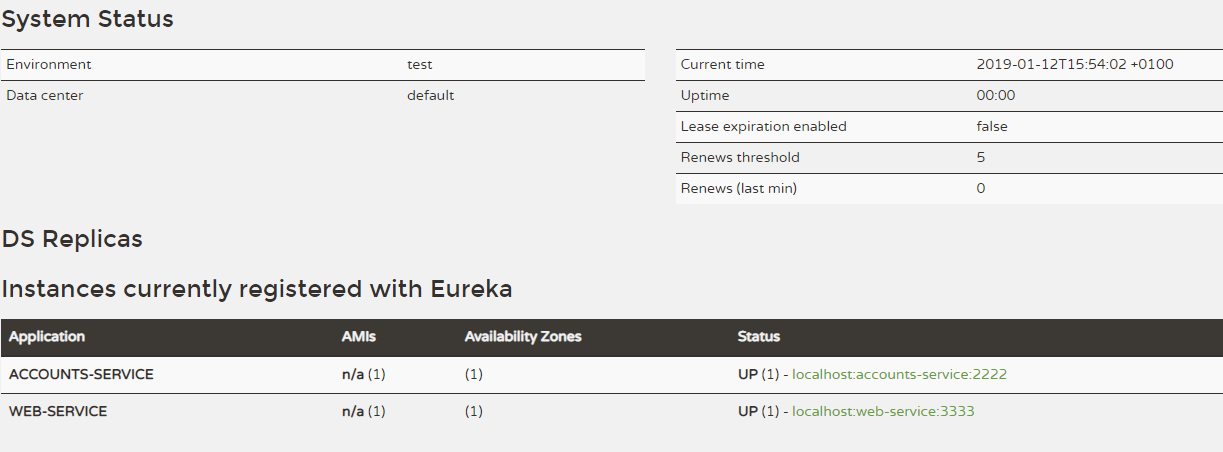 System Status
Environment test
Data center default
Current time 2019-01-12T15:54:02 +0100
Uptime 00:00
Lease expiration enabled false
Renews threshold 5
Renews (last min) 0
DS Replicas
Instances currently registered with Eureka
Application AMIs Availability Zones Status
ACCOUNTS-SERVICE n/a (1) (1) UP (1) - localhost:accounts-service:2222
WEB-SERVICE n/a (1) (1) UP (1) - localhost:web-service:3333